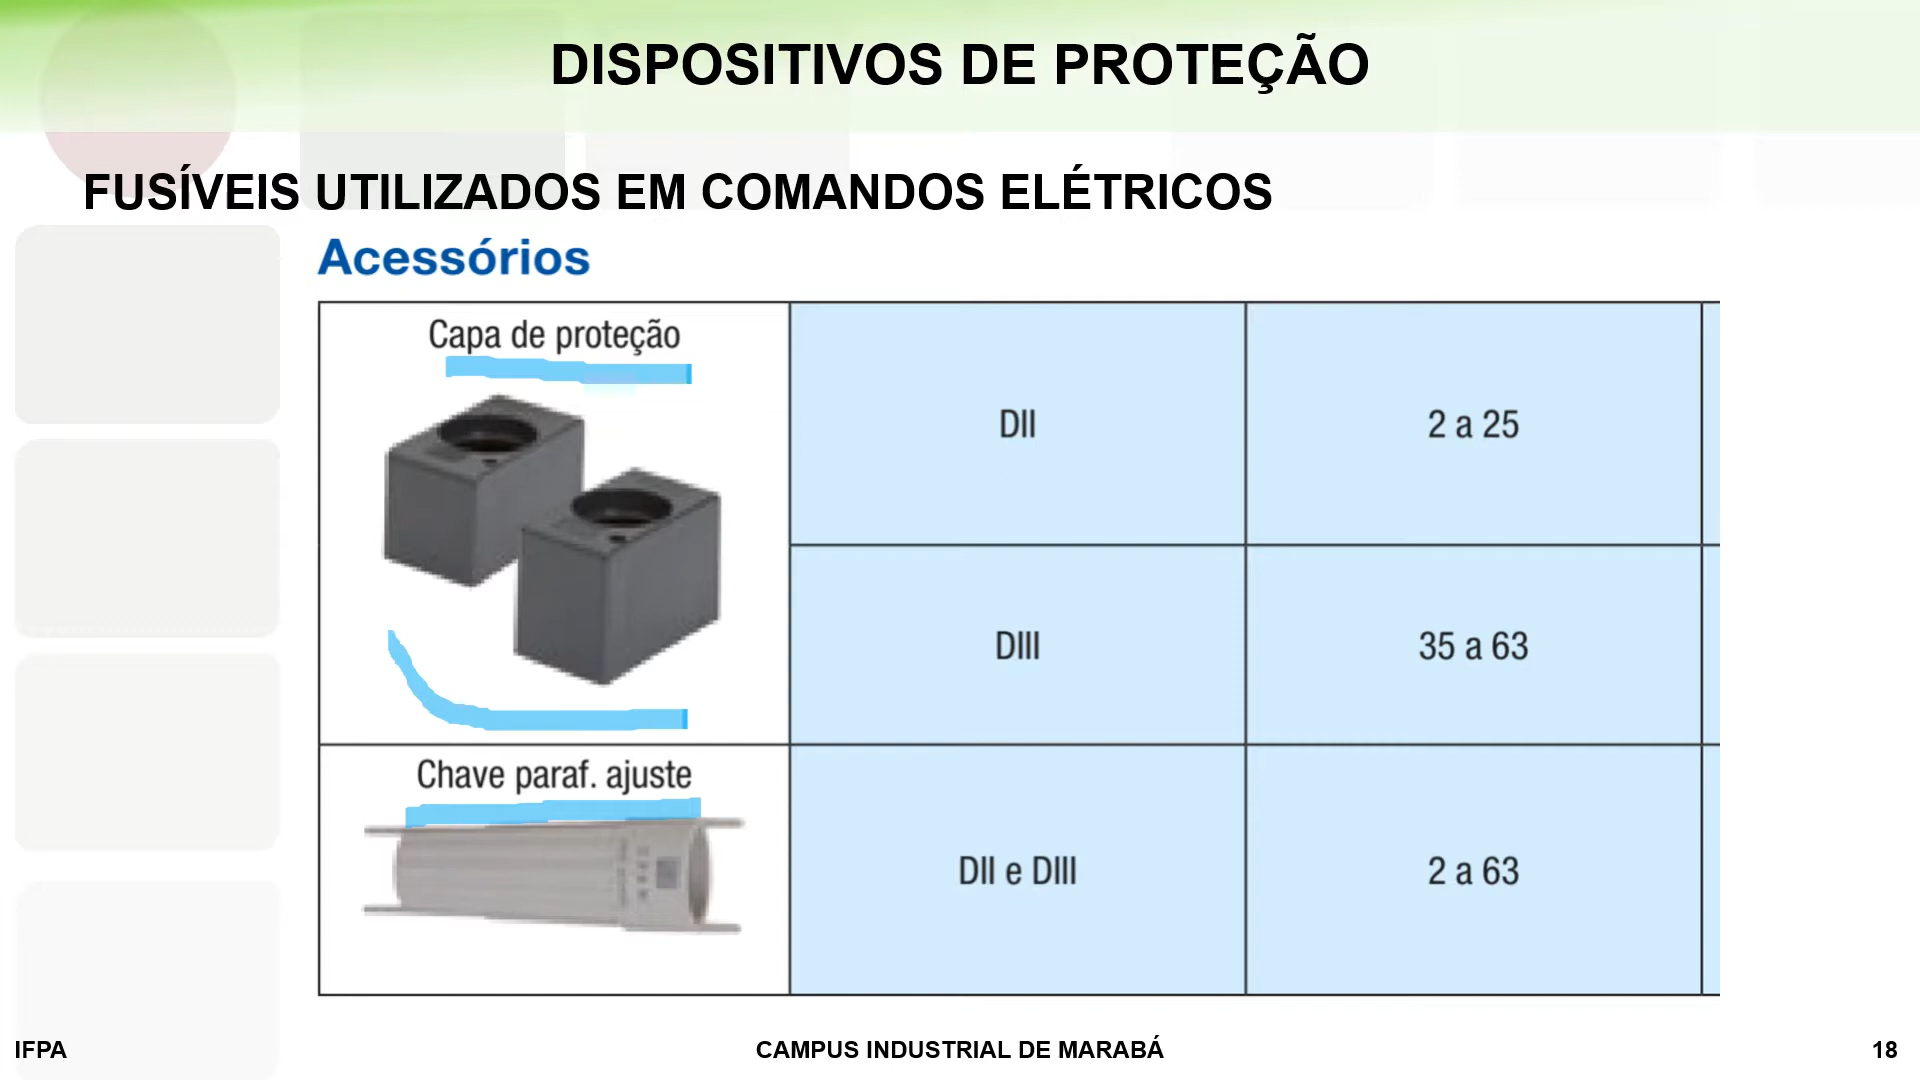 DISPOSITIVOS DE PROTEÇÃO
FUSÍVEIS UTILIZADOS EM COMANDOS ELÉTRICOS
Acessórios
Capa de proteção
DII
2 a 25
DIII
35 a 63
Chave paraf. ajuste
DII e DIII
2 a 63
IFPA
CAMPUS INDUSTRIAL DE MARABÁ
18